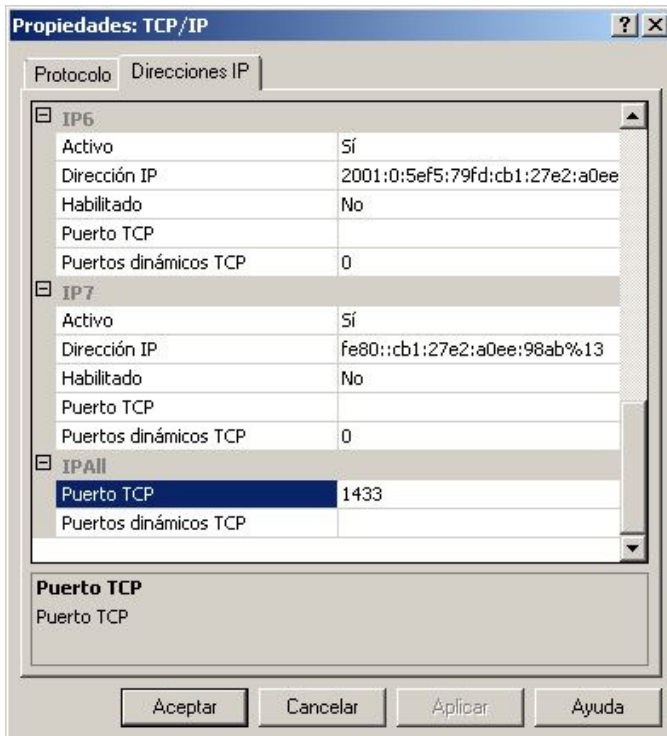 Propiedades: TCP/IP
Protocolo Direcciones IP
IP6
Activo Sí
Dirección IP 2001:0:5ef5:79fd:cb1:27e2:a0ee
Habilitado No
Puerto TCP
Puertos dinámicos TCP 0
IP7
Activo Sí
Dirección IP fe80::cb1:27e2:a0ee:98ab%13
Habilitado No
Puerto TCP
Puertos dinámicos TCP 0
IPAll
Puerto TCP 1433
Puertos dinámicos TCP
Puerto TCP
Puerto TCP
Aceptar Cancelar Aplicar Ayuda